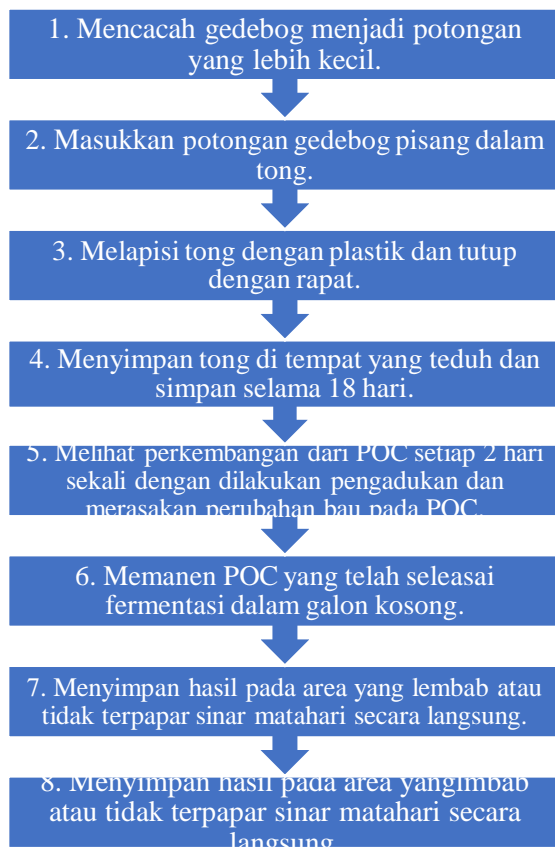 1. Mencacah gedebog menjadi potongan
yang lebih kecil.
2. Masukkan potongan gedebog pisang dalam
tong.
3. Melapisi tong dengan plastik dan tutup
dengan rapat.
4. Menyimpan tong di tempat yang teduh dan
simpan selama 18 hari.
5. Melihat perkembangan dari POC setiap 2 hari
sekali dengan dilakukan pengadukan dan
merasakan perubahan bau pada POC.
6. Memanen POC yang telah seleasai
fermentasi dalam galon kosong.
7. Menyimpan hasil pada area yang lembab atau
tidak terpapar sinar matahari secara langsung.
8. Menyimpan hasil pada area yanglmbab
atau tidak terpapar sinar matahari secara
langsung